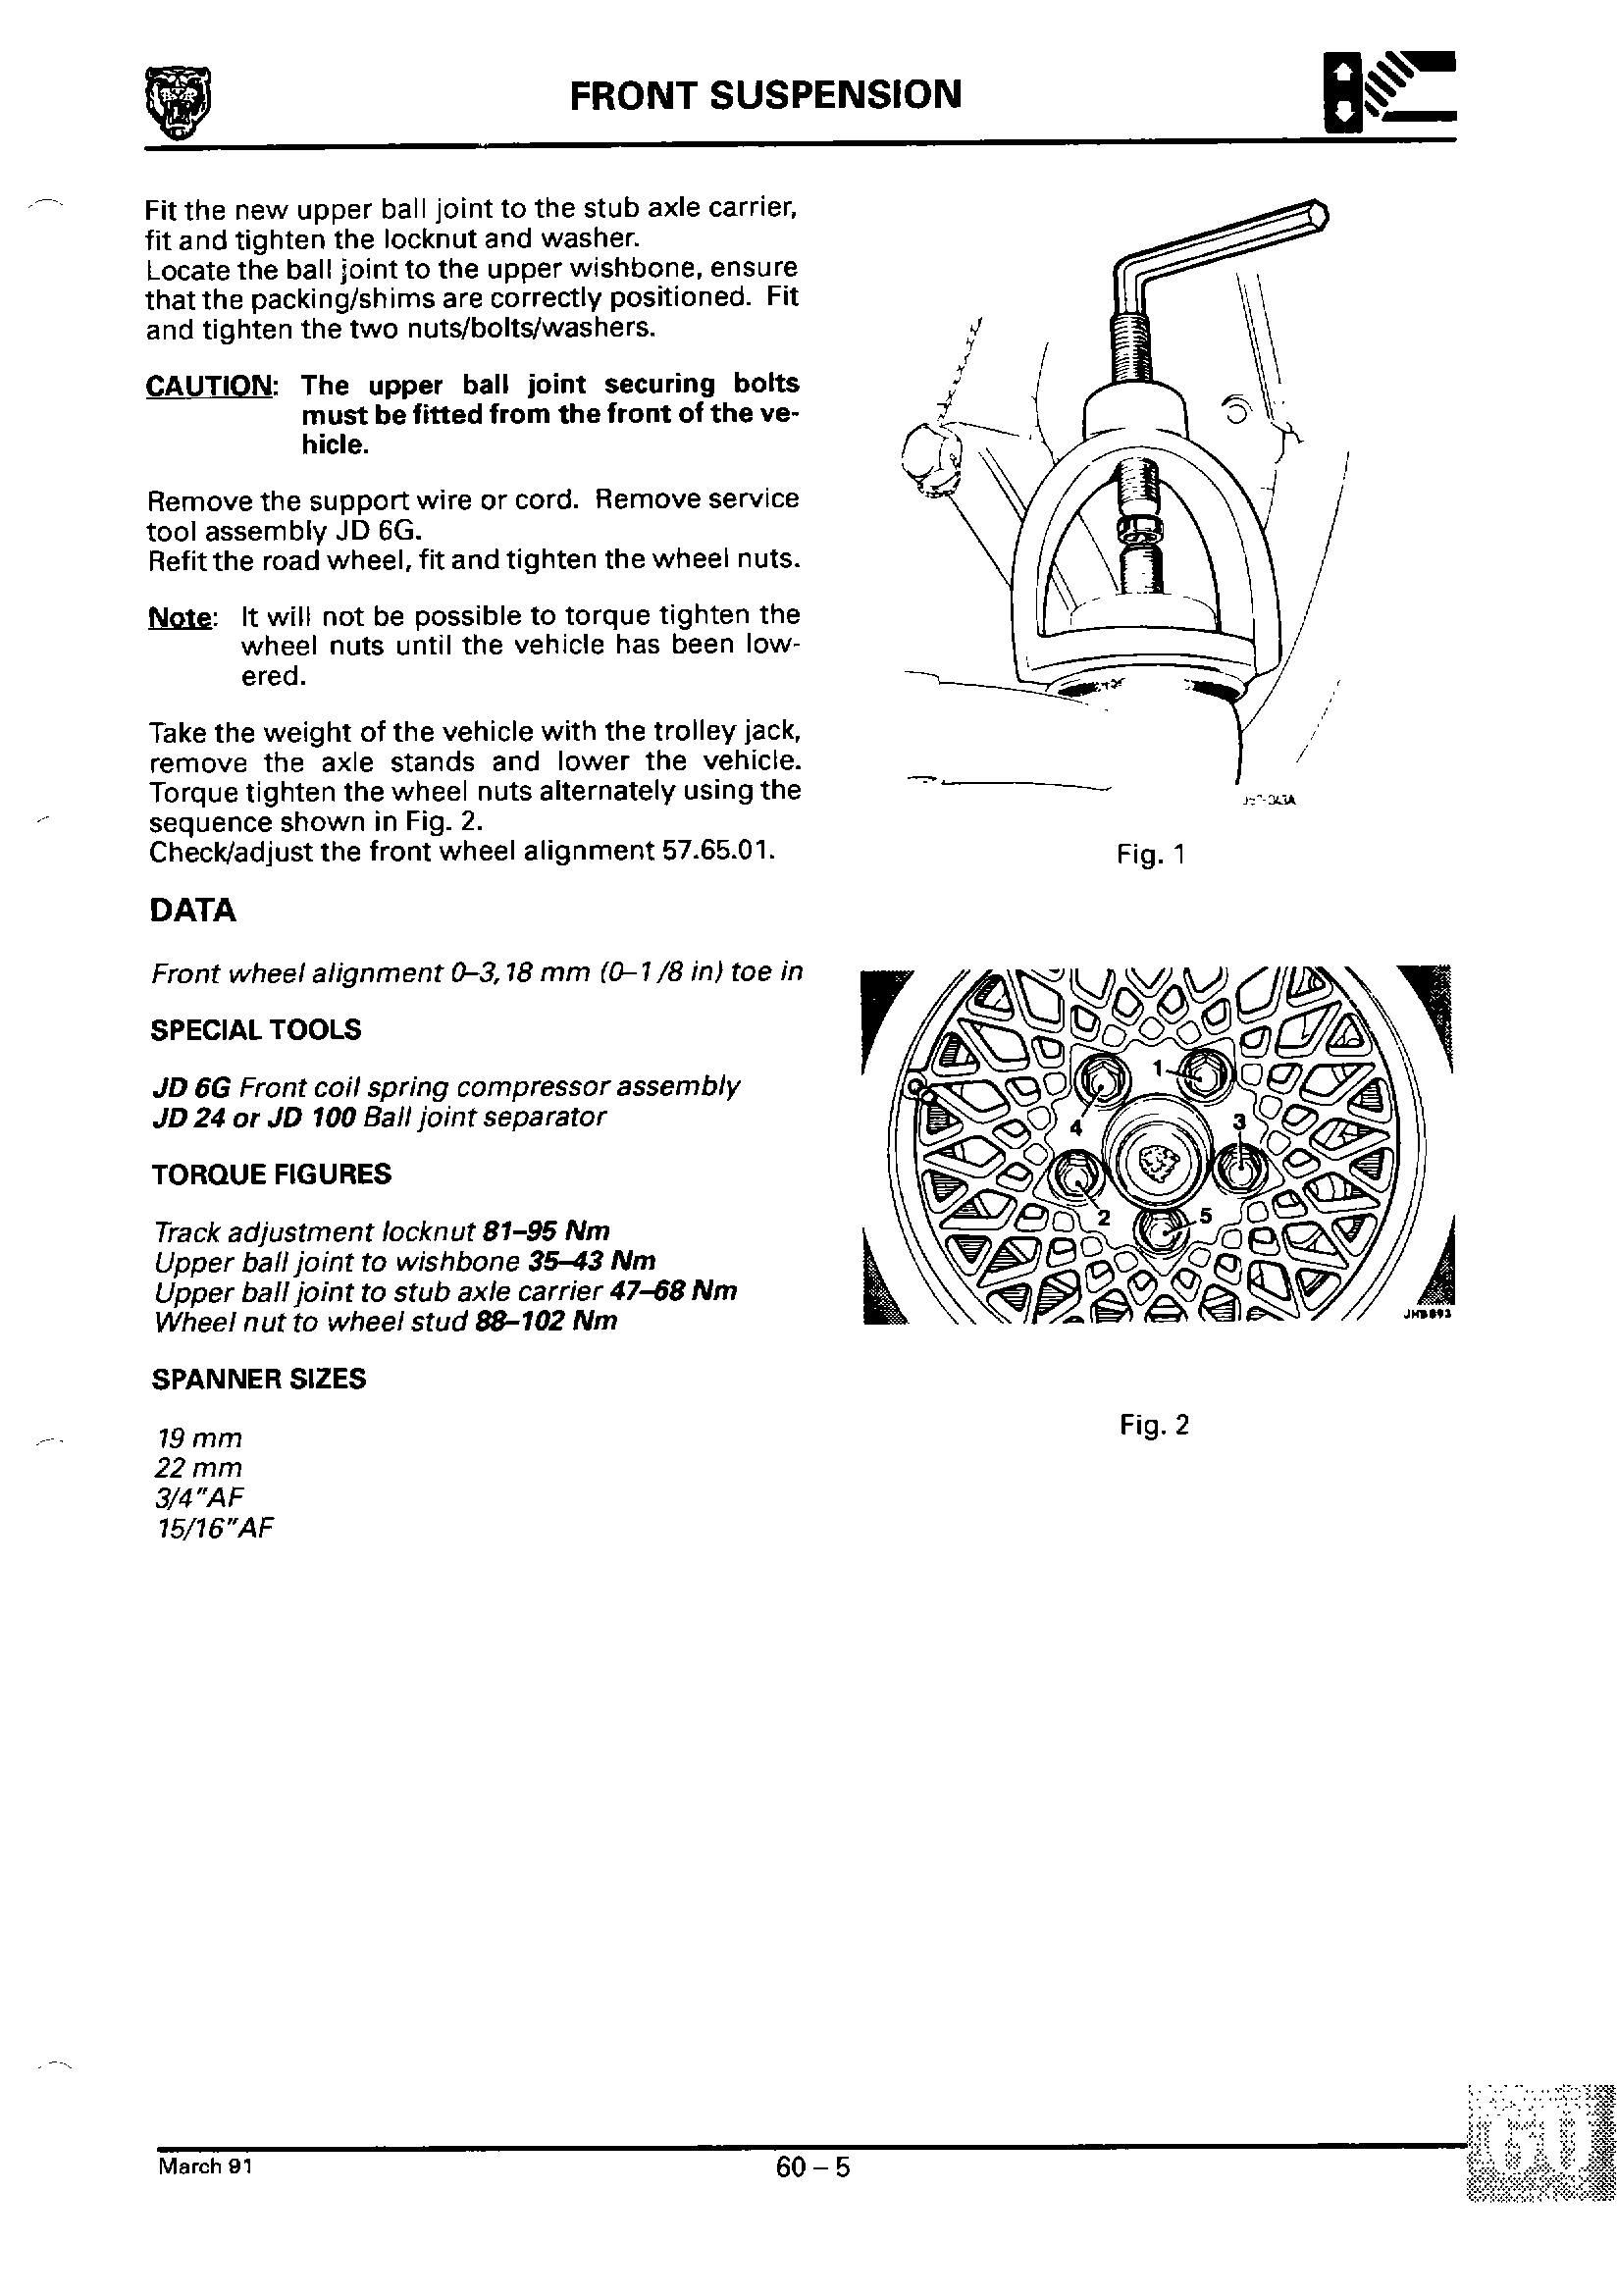 FRONT SUSPENSION
Fit the new upper ball joint to the stub axle carrier,
fit and tighten the locknut and washer.
Locate the ball joint to the upper wishbone, ensure
that the packing/shims are correctly positioned. Fit
and tighten the two nuts/bolts/washers.
CAUTION: The upper ball joint securing bolts
must be fitted from the front of the ve-
hicle.
Remove the support wire or cord. Remove service
tool assembly JD 6G.
Refit the road wheel, fit and tighten the wheel nuts.
Note: It will not be possible to torque tighten the
wheel nuts until the vehicle has been low-
ered.
Take the weight of the vehicle with the trolley jack,
remove the axle stands and lower the vehicle.
Torque tighten the wheel nuts alternately using the
sequence shown in Fig. 2.
Check/adjust the front wheel alignment 57.65.01.
DATA
Front wheel alignment 0–3,18 mm (0–1/8 in) toe in
SPECIAL TOOLS
JD 6G Front coil spring compressor assembly
JD 24 or JD 100 Ball joint separator
TORQUE FIGURES
Track adjustment locknut 81–95 Nm
Upper ball joint to wishbone 35–43 Nm
Upper ball joint to stub axle carrier 47–68 Nm
Wheel nut to wheel stud 88–102 Nm
SPANNER SIZES
19 mm
22 mm
3/4"AF
15/16"AF
Fig. 1
1
4
3
2
5
Fig. 2
March 91
60 – 5
60